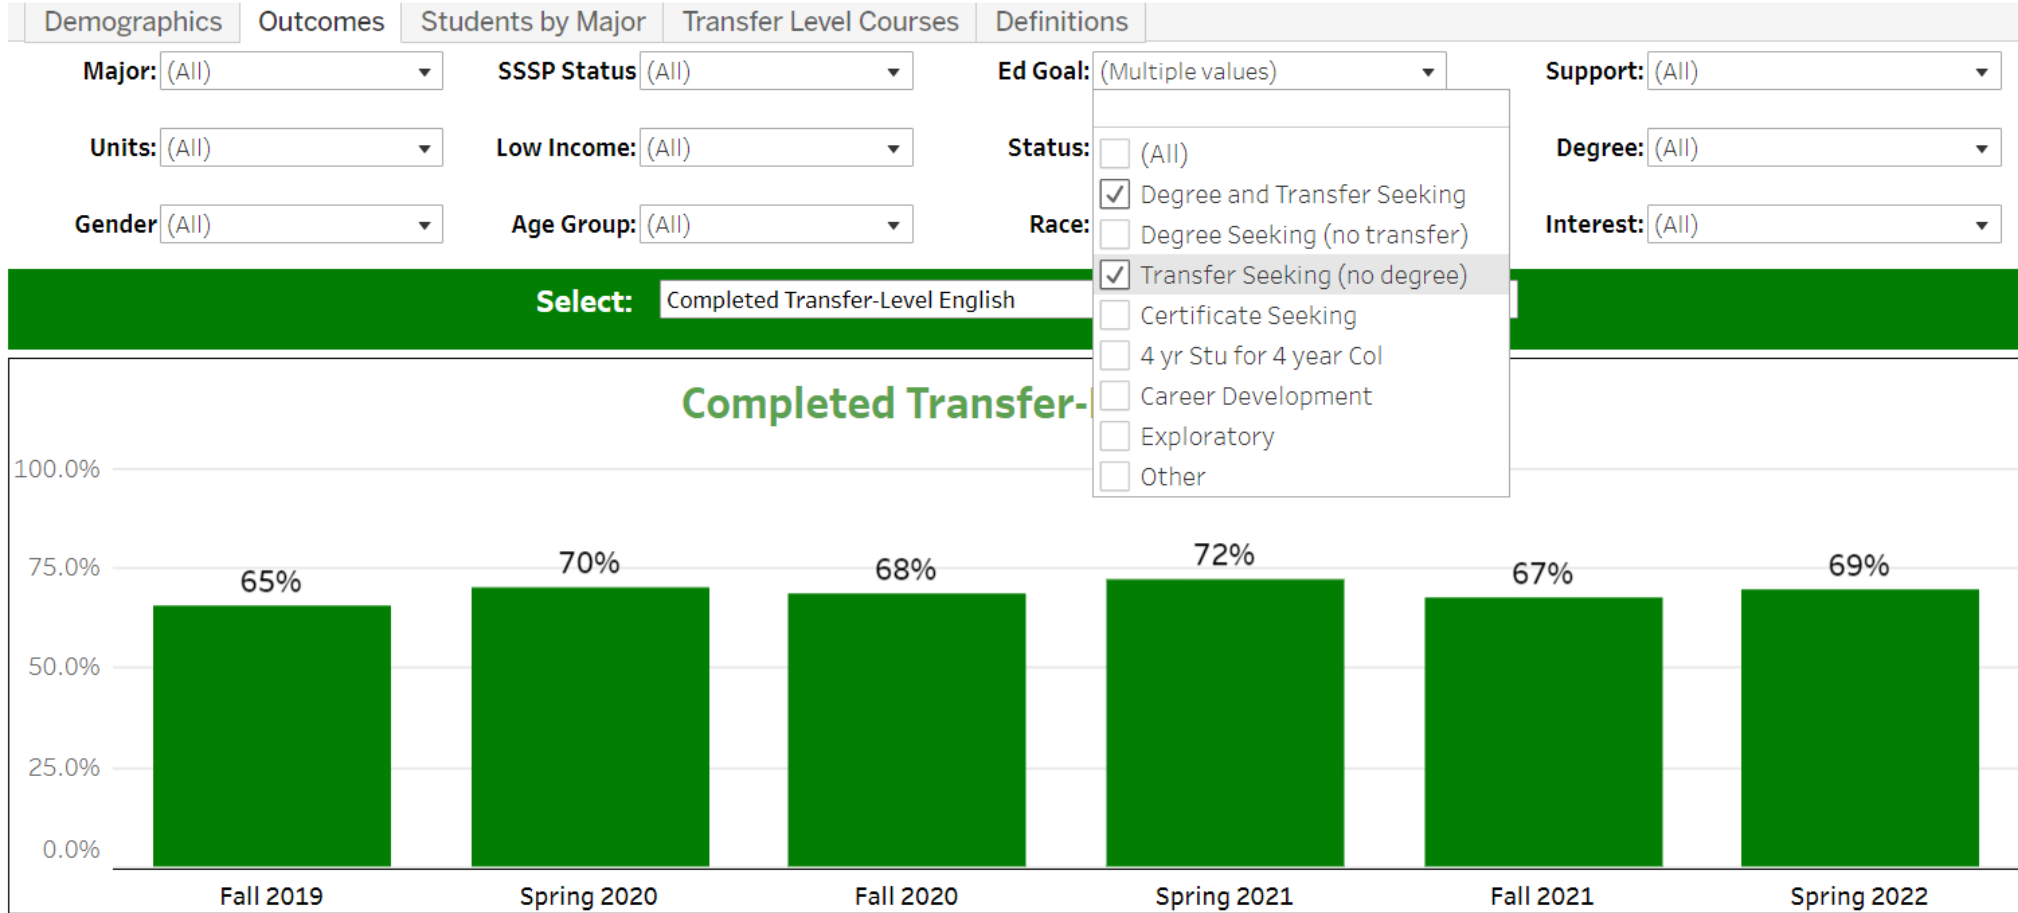 Demographics Outcomes Students by Major Transfer Level Courses Definitions
Major: (All) SSSP Status (All) Ed Goal: (Multiple values) Support: (All)
Units: (All) Low Income: (All) Status: Degree: (All)
Gender (All) Age Group: (All) Race: Interest: (All)
(All)
Degree and Transfer Seeking
Degree Seeking (no transfer)
Transfer Seeking (no degree)
Certificate Seeking
4 yr Stu for 4 year Col
Career Development
Exploratory
Other
Select: Completed Transfer-Level English
Completed Transfer-
100.0%
75.0%
50.0%
25.0%
0.0%
65% 70% 68% 72% 67% 69%
Fall 2019 Spring 2020 Fall 2020 Spring 2021 Fall 2021 Spring 2022